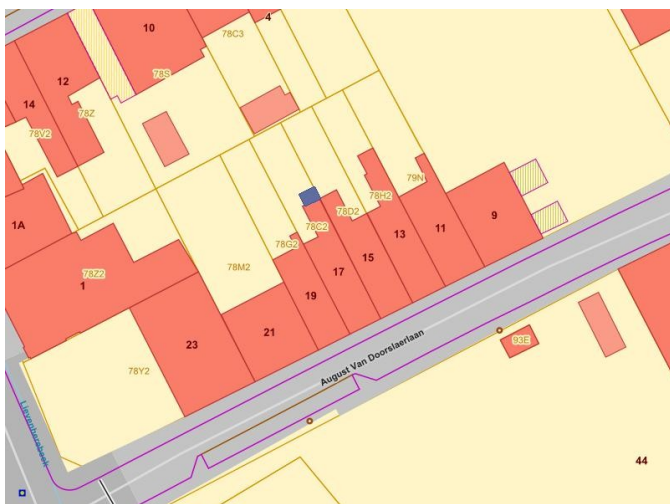 10
4
78C3
12
78S
14
78Z
78V2
1A
79N
78H2
78D2
9
78C2
11
13
78G2
15
78M2
17
78Z2
1
19
21
23
August Van Doorslaerlaan
93E
78Y2
Lievenherebeek
44